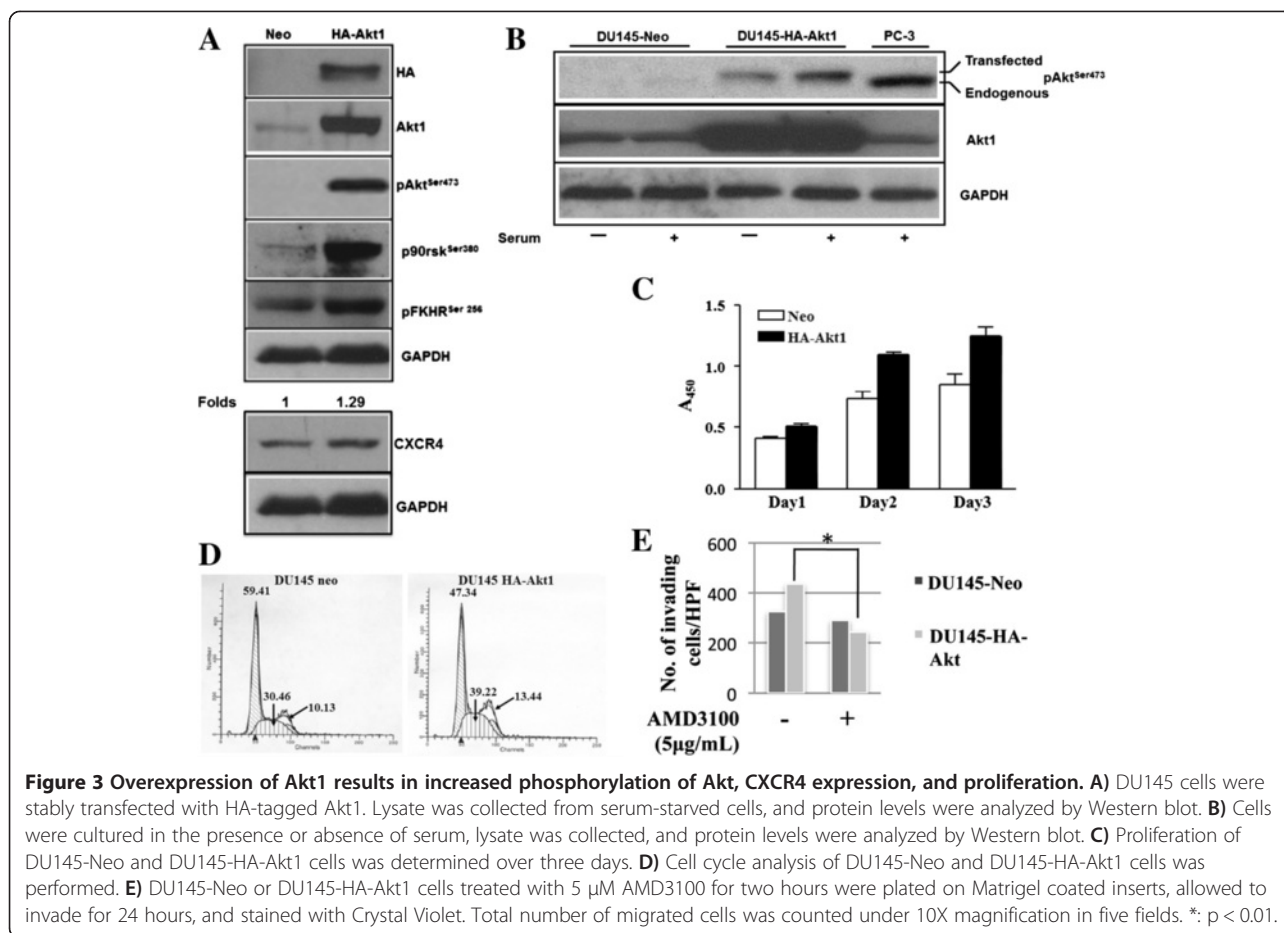 A
Neo HA-Akt1
HA
Akt1
pAktSer473
p90rskSer380
pFKHRSer 256
GAPDH
Folds 1 1.29
CXCR4
GAPDH
B
DU145-Neo DU145-HA-Akt1 PC-3
Transfected
pAktSer473
Endogenous
Akt1
GAPDH
Serum — + — + +
C
1.5
1.0
0.5
0.0
A450
Neo
HA-Akt1
Day1 Day2 Day3
D
DU145 neo
59.41
30.46
10.13
Number
Channels
DU145 HA-Akt1
47.34
39.22
13.44
Number
Channels
E
600
400
200
0
No. of invading
cells/HPF
*
DU145-Neo
DU145-HA-
Akt
AMD3100 - +
(5µg/mL)
Figure 3 Overexpression of Akt1 results in increased phosphorylation of Akt, CXCR4 expression, and proliferation. A) DU145 cells were
stably transfected with HA-tagged Akt1. Lysate was collected from serum-starved cells, and protein levels were analyzed by Western blot. B) Cells
were cultured in the presence or absence of serum, lysate was collected, and protein levels were analyzed by Western blot. C) Proliferation of
DU145-Neo and DU145-HA-Akt1 cells was determined over three days. D) Cell cycle analysis of DU145-Neo and DU145-HA-Akt1 cells was
performed. E) DU145-Neo or DU145-HA-Akt1 cells treated with 5 μM AMD3100 for two hours were plated on Matrigel coated inserts, allowed to
invade for 24 hours, and stained with Crystal Violet. Total number of migrated cells was counted under 10X magnification in five fields. *: p < 0.01.